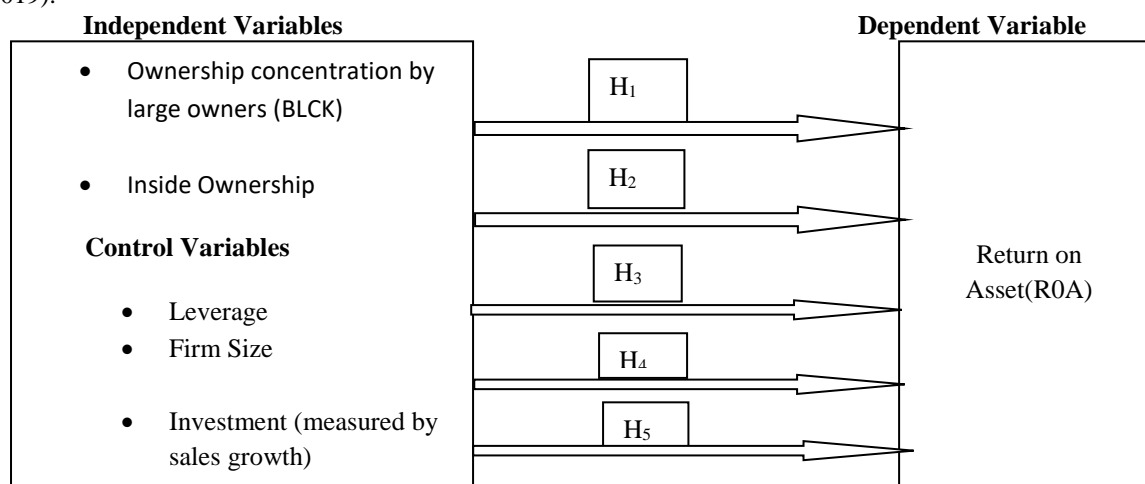 019).
Independent Variables
Dependent Variable
• Ownership concentration by
large owners (BLCK)
• Inside Ownership
Control Variables
• Leverage
• Firm Size
• Investment (measured by
sales growth)
H1
H2
H3
H4
H5
Return on
Asset(R0A)